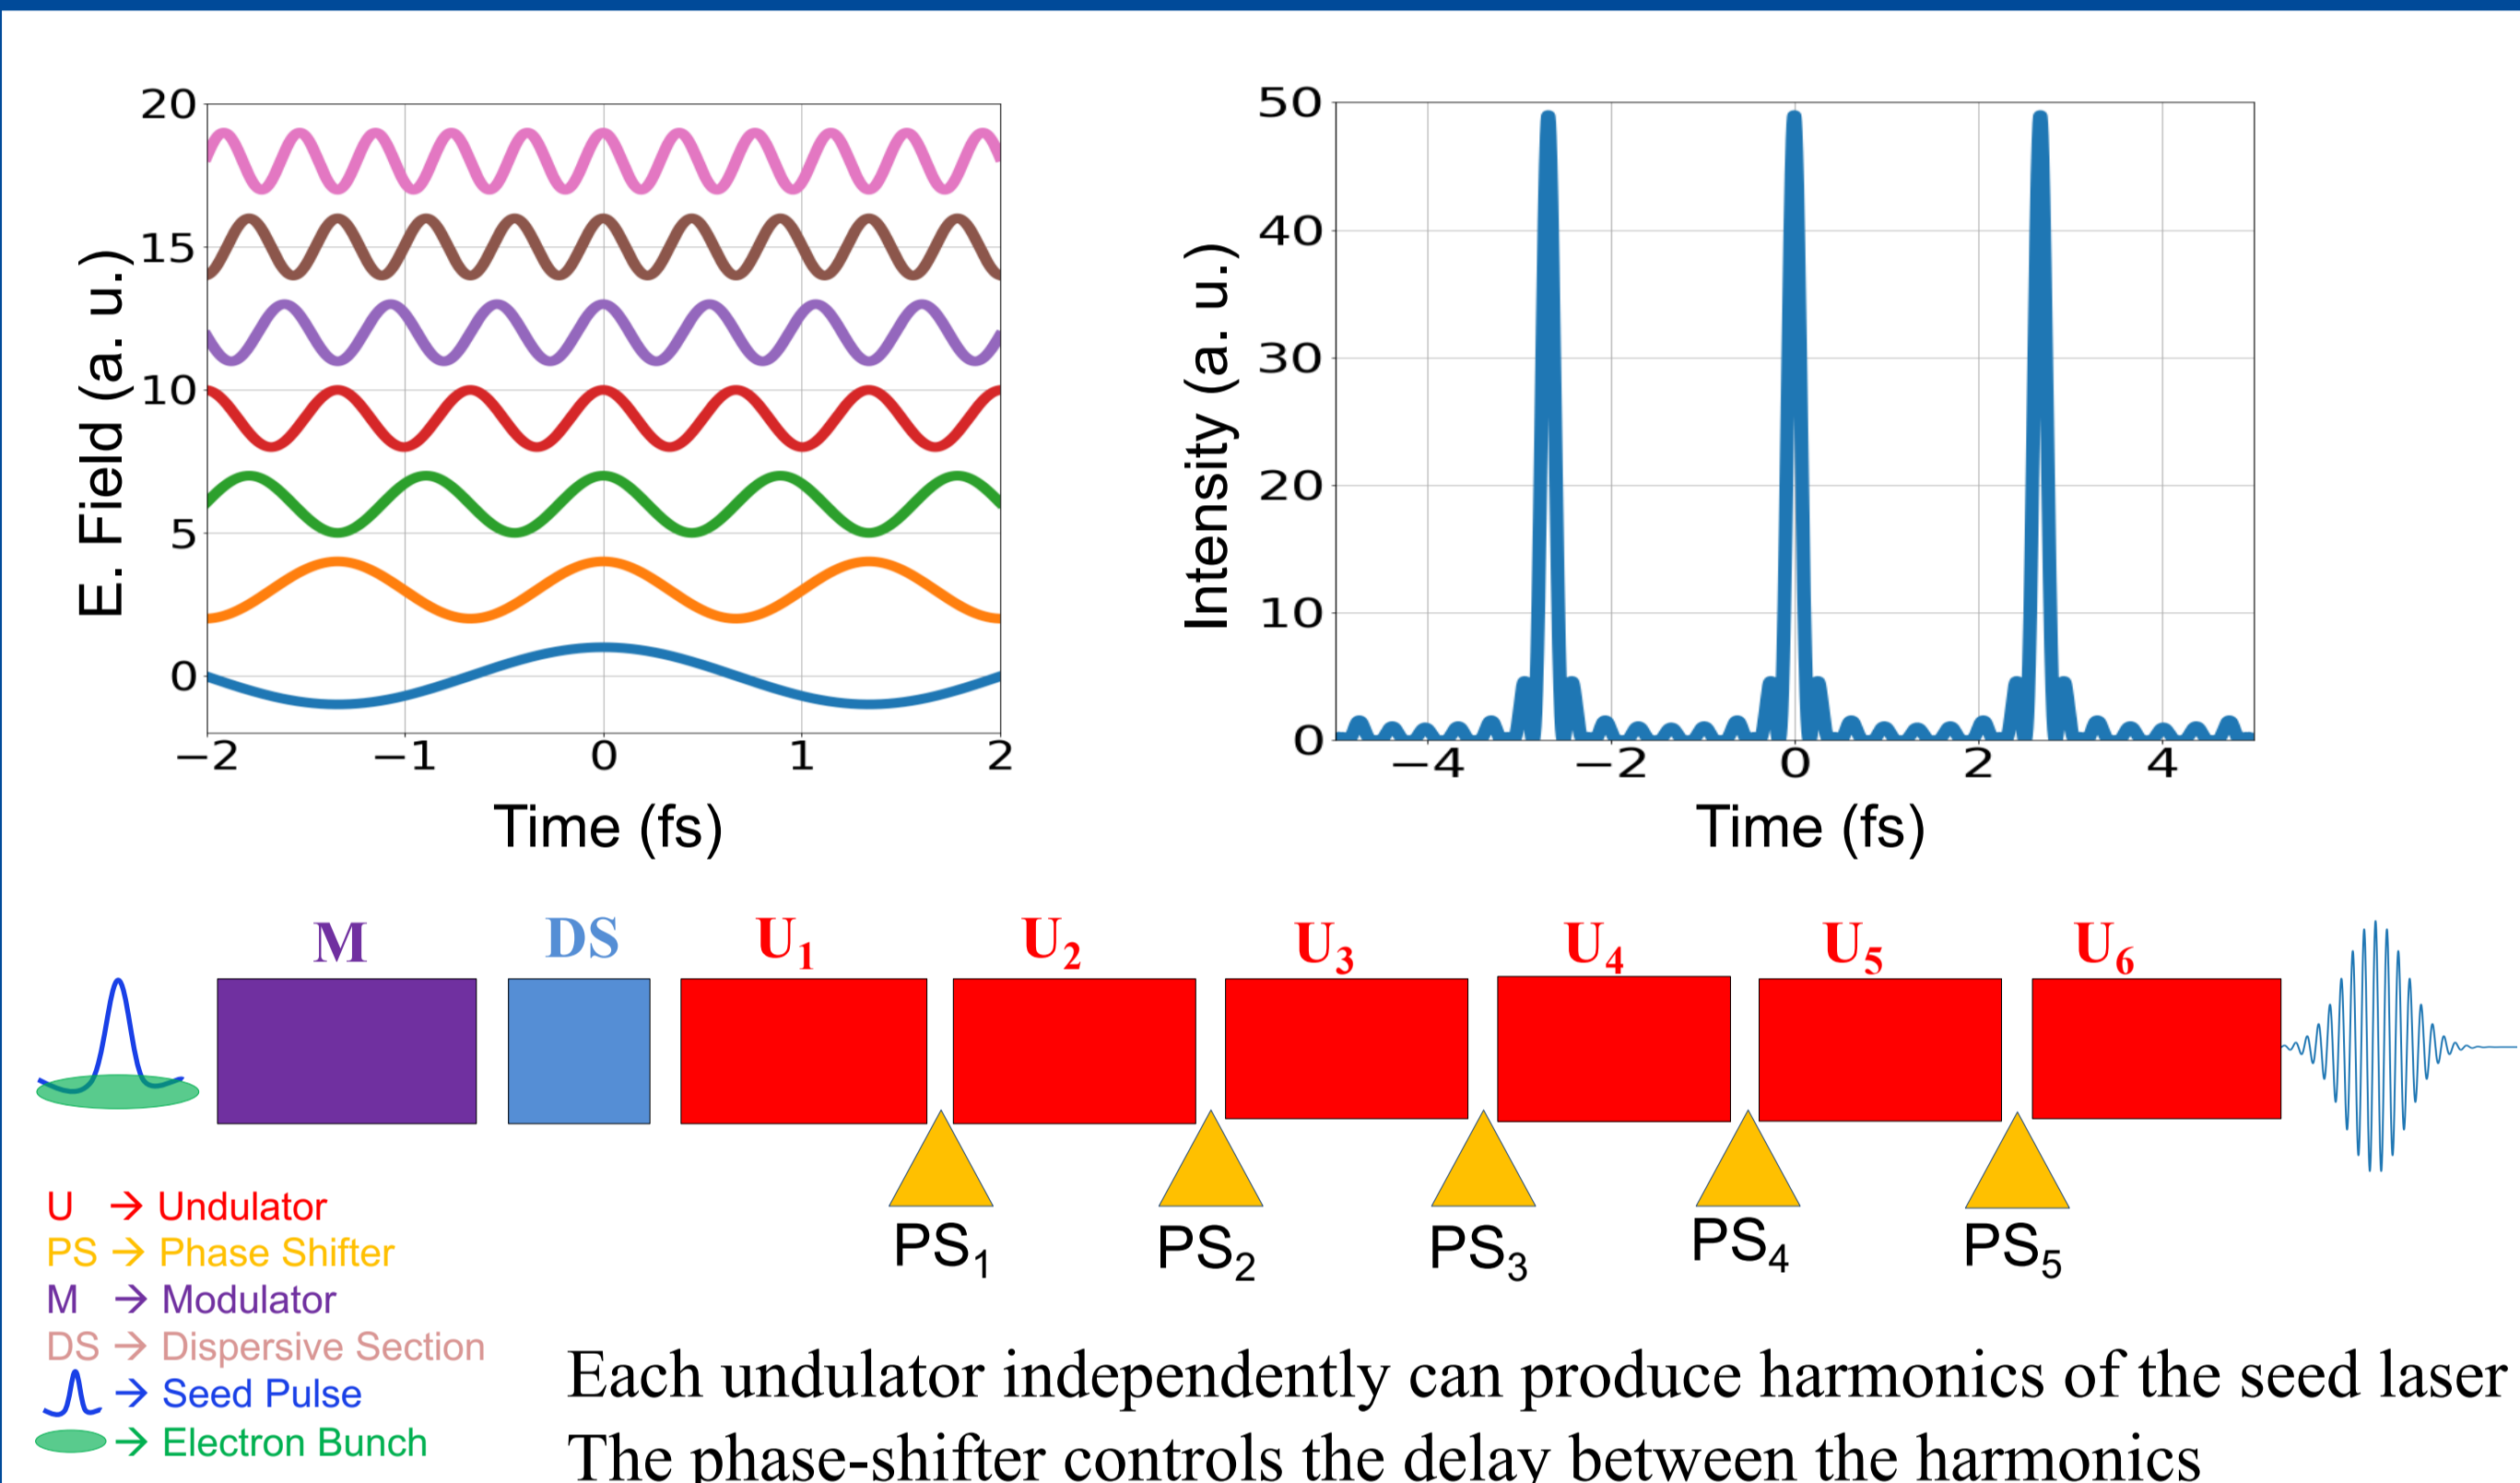 20
15
10
5
0
E. Field (a. u.)
−2 −1 0 1 2
Time (fs)
50
40
30
20
10
0
Intensity (a. u.)
−4 −2 0 2 4
Time (fs)
M DS U1 U2 U3 U4 U5 U6
PS1 PS2 PS3 PS4 PS5
U → Undulator
PS → Phase Shifter
M → Modulator
DS → Dispersive Section
→ Seed Pulse
→ Electron Bunch
Each undulator independently can produce harmonics of the seed laser
The phase-shifter controls the delay between the harmonics